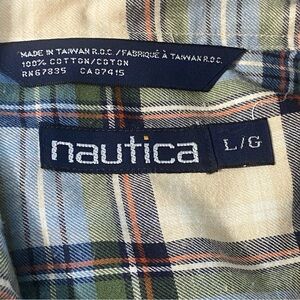 MADE IN TAIWAN R.O.C. / FABRIQUÉ À TAIWAN R.O.C.
100% COTTON/COTON
RN67835 CA07415
nautica L/G